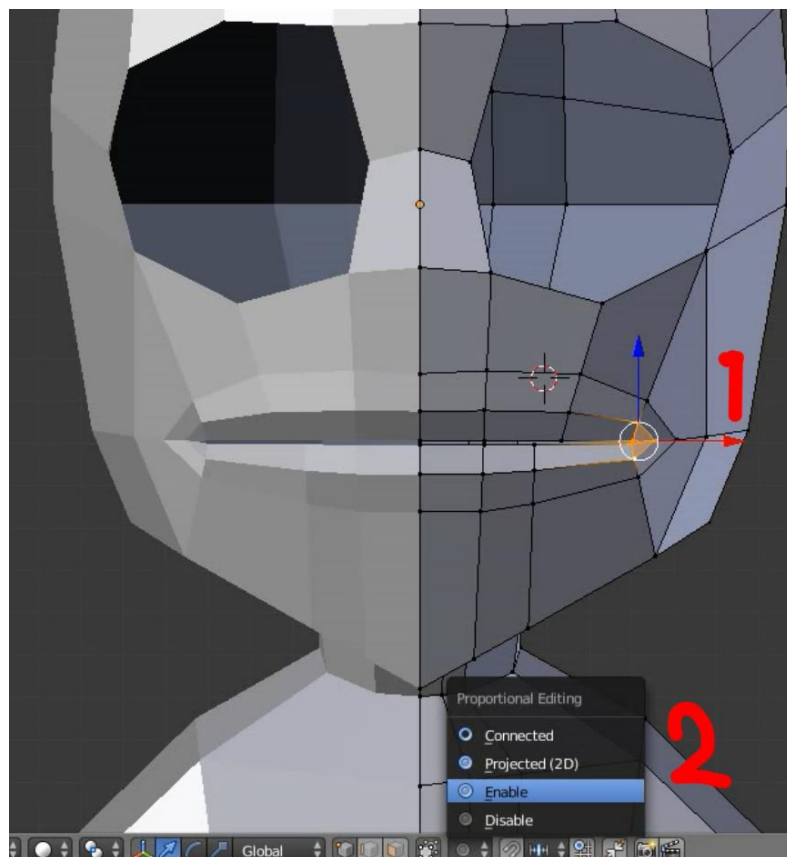 1
Proportional Editing
2
Connected
Projected (2D)
Enable
Disable
Global